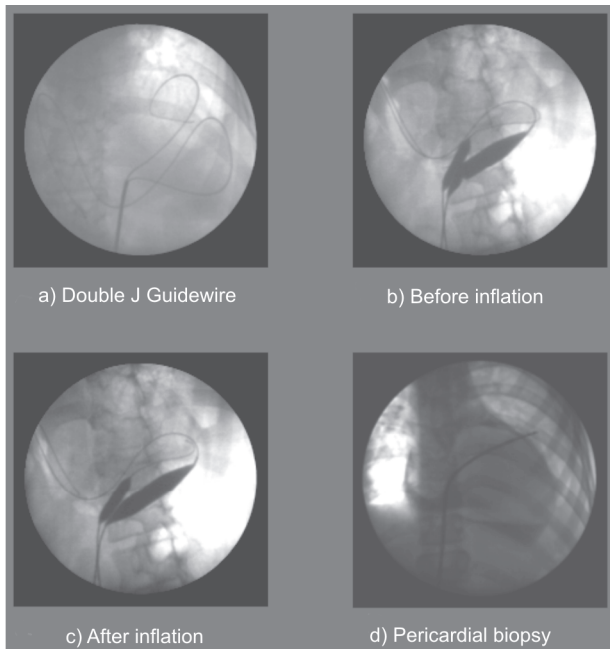 a) Double J Guidewire
b) Before inflation
c) After inflation
d) Pericardial biopsy